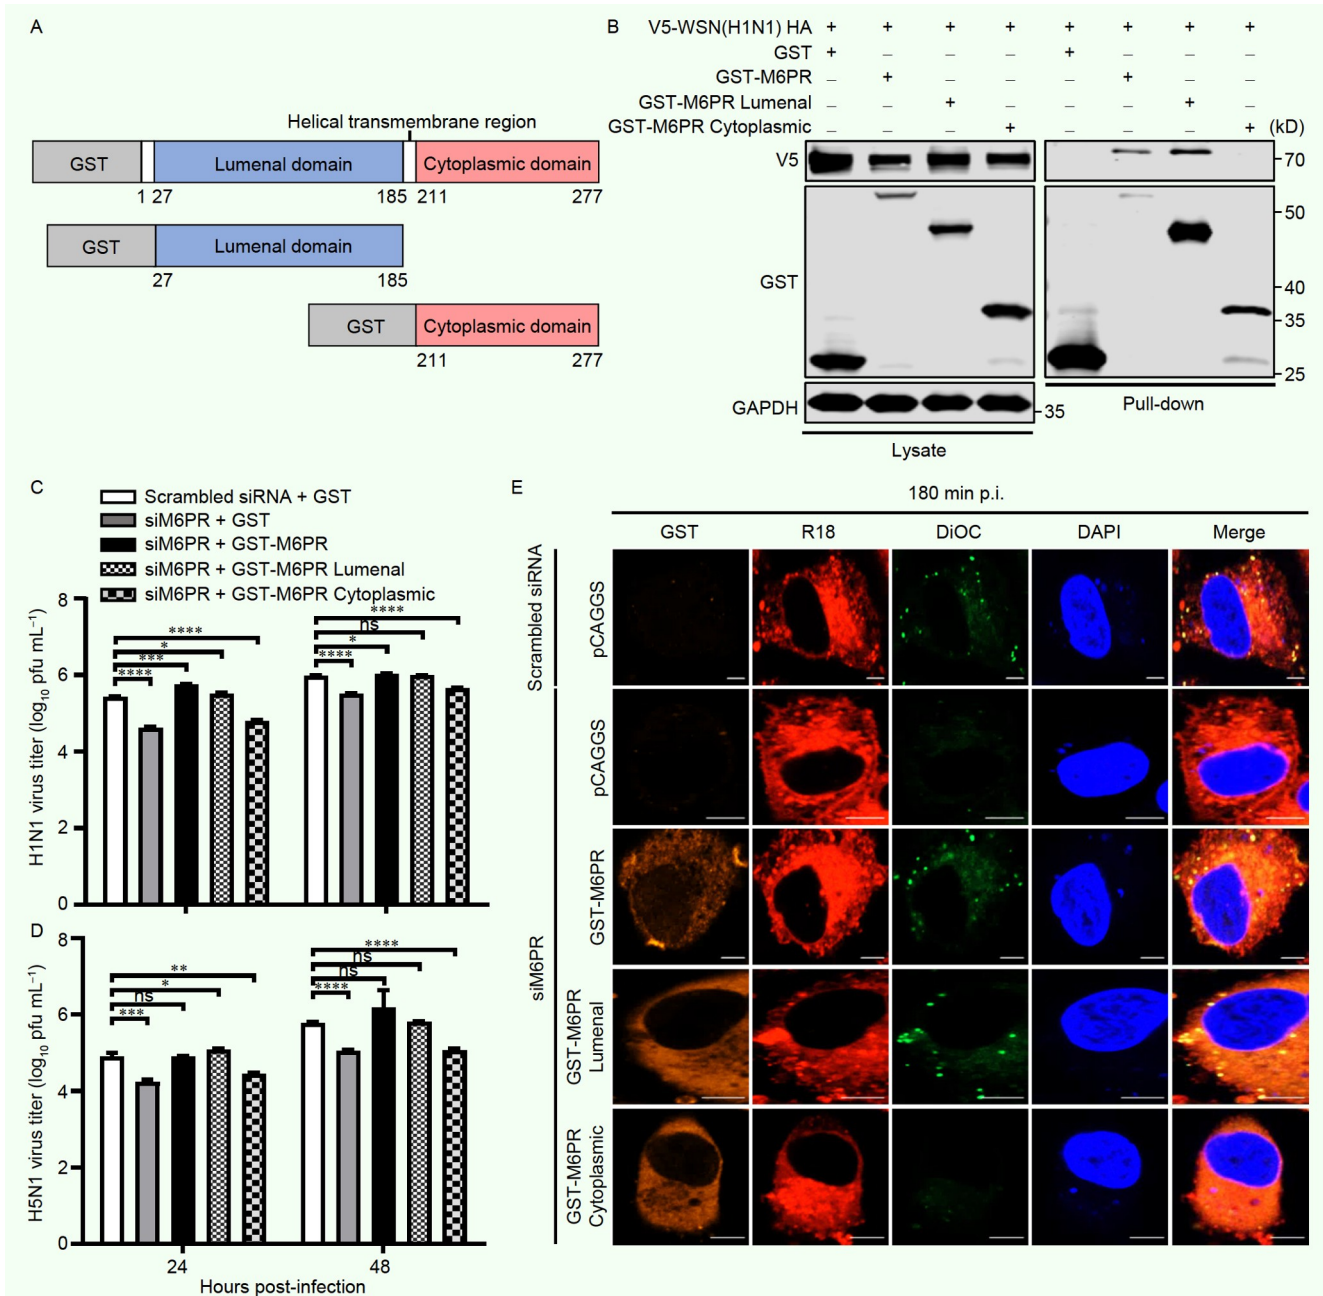 A
Helical transmembrane region
GST Lumenal domain Cytoplasmic domain
1 27 185 211 277
GST Lumenal domain
27 185
GST Cytoplasmic domain
211 277
B
V5-WSN(H1N1) HA + + + + + + + +
GST + – – – + – – –
GST-M6PR – + – – – + – –
GST-M6PR Lumenal – – + – – – + –
GST-M6PR Cytoplasmic – – – + – – – + (kD)
V5 70
50
GST
40
35
25
GAPDH 35
Pull-down
Lysate
C
Scrambled siRNA + GST
siM6PR + GST
siM6PR + GST-M6PR
siM6PR + GST-M6PR Lumenal
siM6PR + GST-M6PR Cytoplasmic
H1N1 virus titer (log10 pfu mL−1)
8
6
4
2
0
****
*
***
****
****
ns
*
****
D
H5N1 virus titer (log10 pfu mL−1)
8
6
4
2
0
**
*
ns
***
****
ns
ns
****
24 48
Hours post-infection
E
180 min p.i.
GST R18 DiOC DAPI Merge
Scrambled siRNA
pCAGGS
siM6PR
pCAGGS
GST-M6PR
GST-M6PR Lumenal
GST-M6PR Cytoplasmic